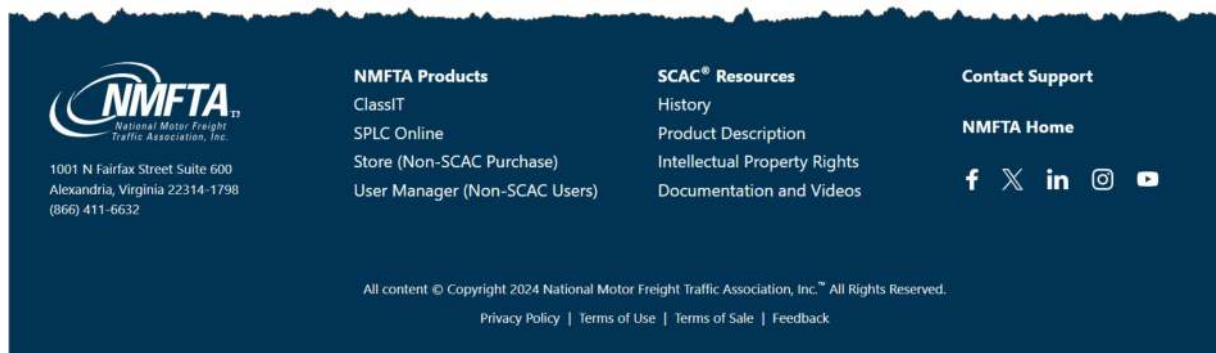 NMFTA
National Motor Freight
Traffic Association, Inc.
1001 N Fairfax Street Suite 600
Alexandria, Virginia 22314-1798
(866) 411-6632
NMFTA Products
ClassIT
SPLC Online
Store (Non-SCAC Purchase)
User Manager (Non-SCAC Users)
SCAC® Resources
History
Product Description
Intellectual Property Rights
Documentation and Videos
Contact Support
NMFTA Home
All content © Copyright 2024 National Motor Freight Traffic Association, Inc.™ All Rights Reserved.
Privacy Policy | Terms of Use | Terms of Sale | Feedback